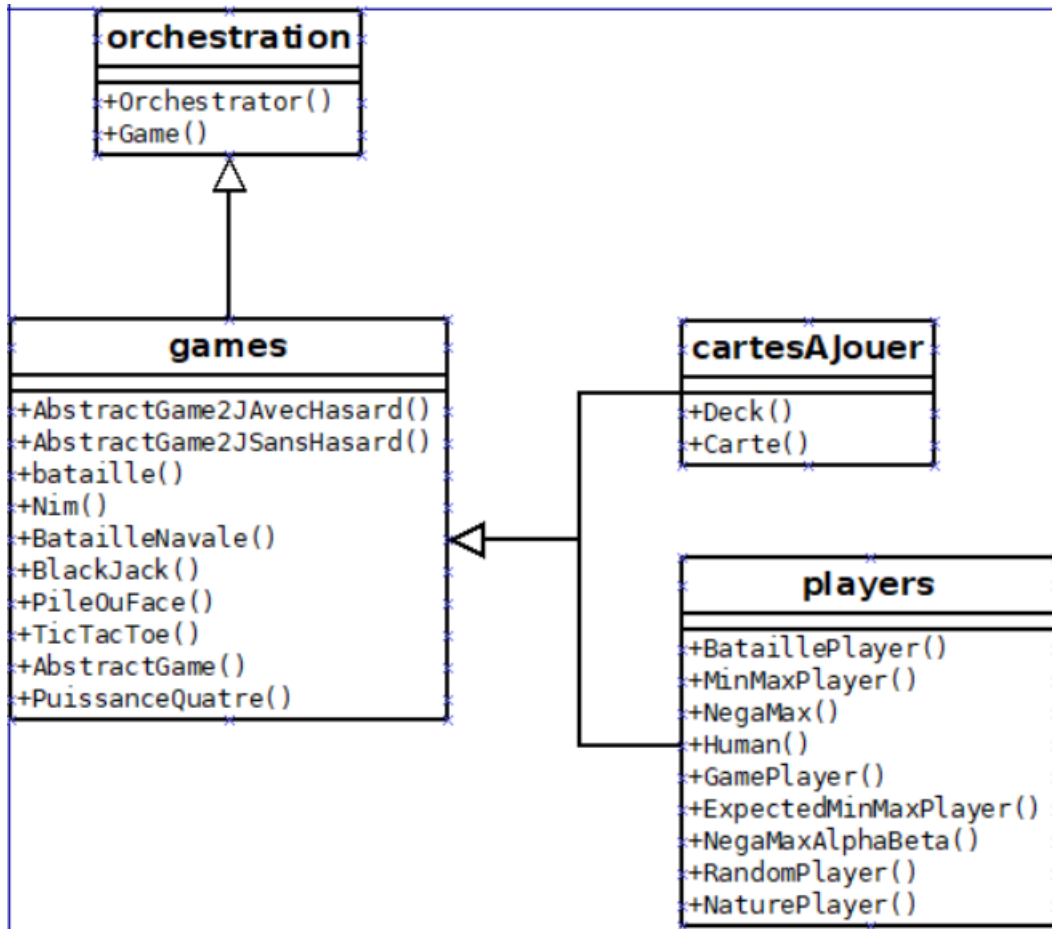 orchestration
+Orchestrator()
+Game()
games
+AbstractGame2JAvecHasard()
+AbstractGame2JSansHasard()
+bataille()
+Nim()
+BatailleNavale()
+BlackJack()
+PileOuFace()
+TicTacToe()
+AbstractGame()
+PuissanceQuatre()
cartesAJouer
+Deck()
+Carte()
players
+BataillePlayer()
+MinMaxPlayer()
+NegaMax()
+Human()
+GamePlayer()
+ExpectedMinMaxPlayer()
+NegaMaxAlphaBeta()
+RandomPlayer()
+NaturePlayer()